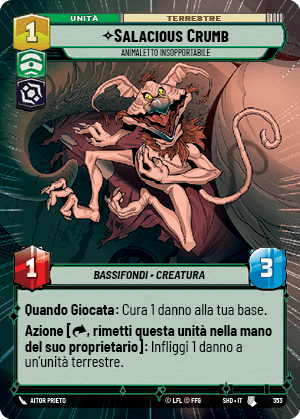 UNITÀ
TERRESTRE
1
SALACIOUS CRUMB
ANIMALETTO INSOPPORTABILE
1
BASSIFONDI • CREATURA
3
Quando Giocata: Cura 1 danno alla tua base.
Azione [, rimetti questa unità nella mano
del suo proprietario]: Infliggi 1 danno a
un'unità terrestre.
AITOR PRIETO
© LFL © FFG
SHD • IT
353